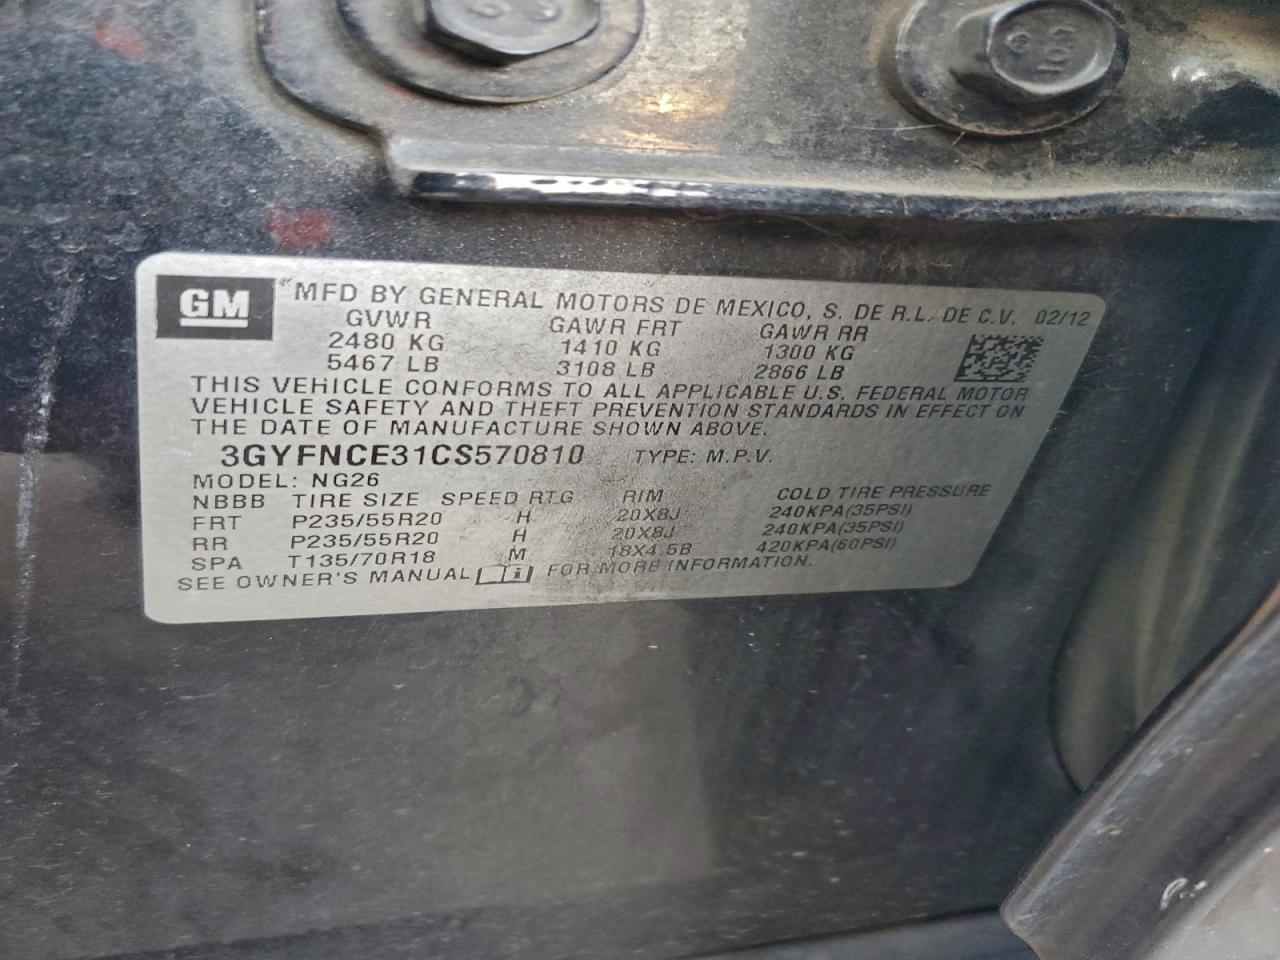 GM
MFD BY GENERAL MOTORS DE MEXICO, S. DE R.L. DE C.V. 02/12
GVWR GAWR FRT GAWR RR
2480 KG 1410 KG 1300 KG
5467 LB 3108 LB 2866 LB
THIS VEHICLE CONFORMS TO ALL APPLICABLE U.S. FEDERAL MOTOR
VEHICLE SAFETY AND THEFT PREVENTION STANDARDS IN EFFECT ON
THE DATE OF MANUFACTURE SHOWN ABOVE.
3GYFNCE31CS570810 TYPE: M.P.V.
MODEL: NG26
NBBB TIRE SIZE SPEED RTG RIM COLD TIRE PRESSURE
FRT P235/55R20 H 20X8J 240KPA(35PSI)
RR P235/55R20 H 20X8J 240KPA(35PSI)
SPA T135/70R18 M 18X4.5B 420KPA(60PSI)
SEE OWNER'S MANUAL FOR MORE INFORMATION.